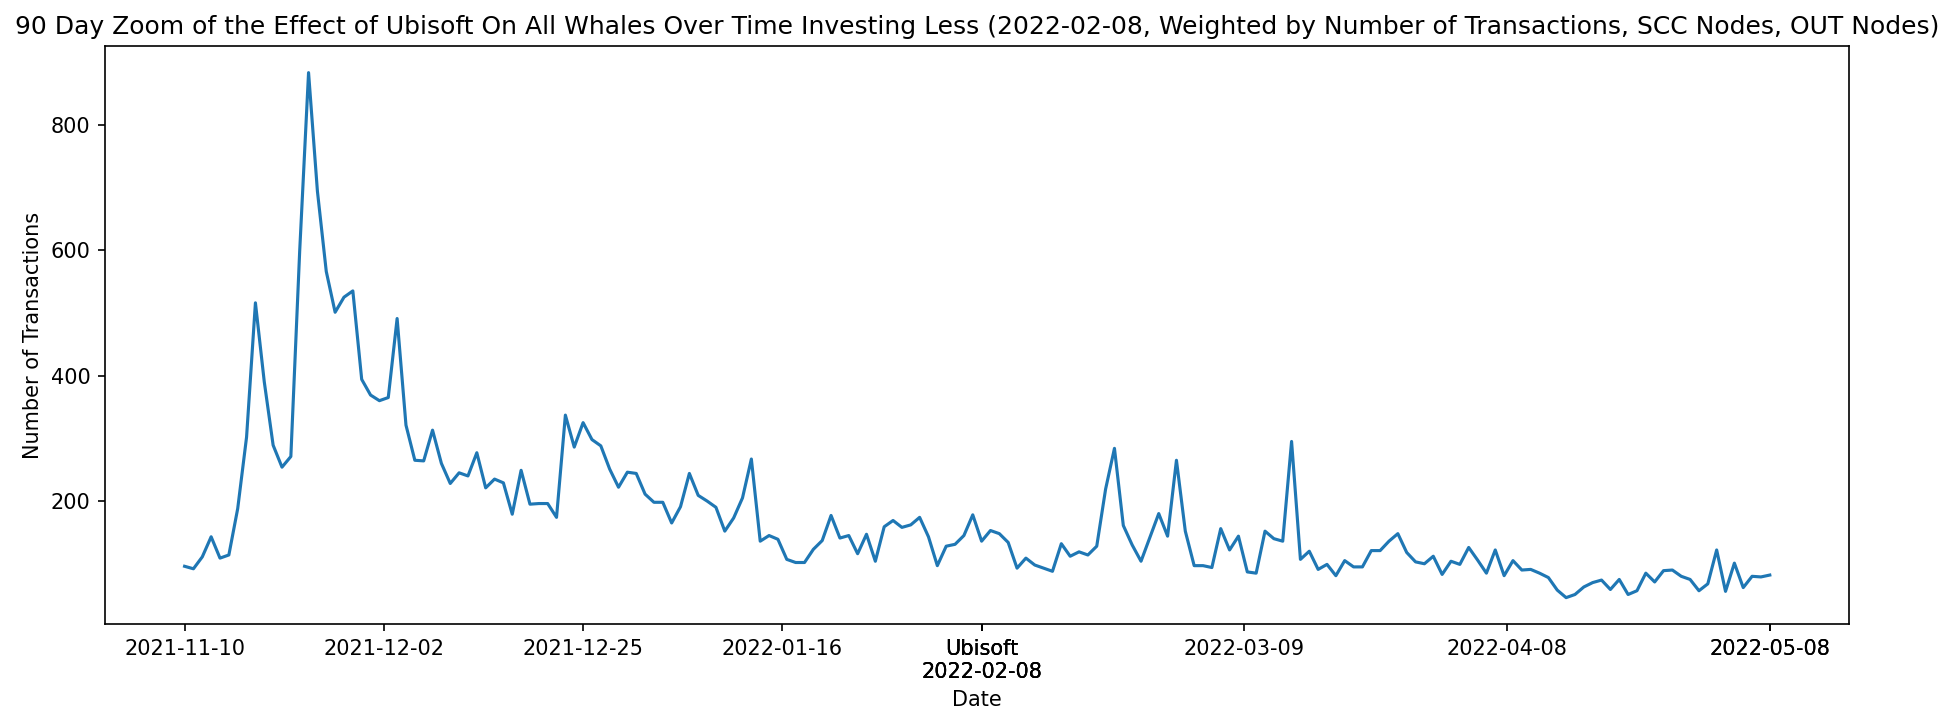 90 Day Zoom of the Effect of Ubisoft On All Whales Over Time Investing Less (2022-02-08, Weighted by Number of Transactions, SCC Nodes, OUT Nodes)
Number of Transactions
800
600
400
200
2021-11-10 2021-12-02 2021-12-25 2022-01-16 Ubisoft 2022-03-09 2022-04-08 2022-05-08
2022-02-08
Date